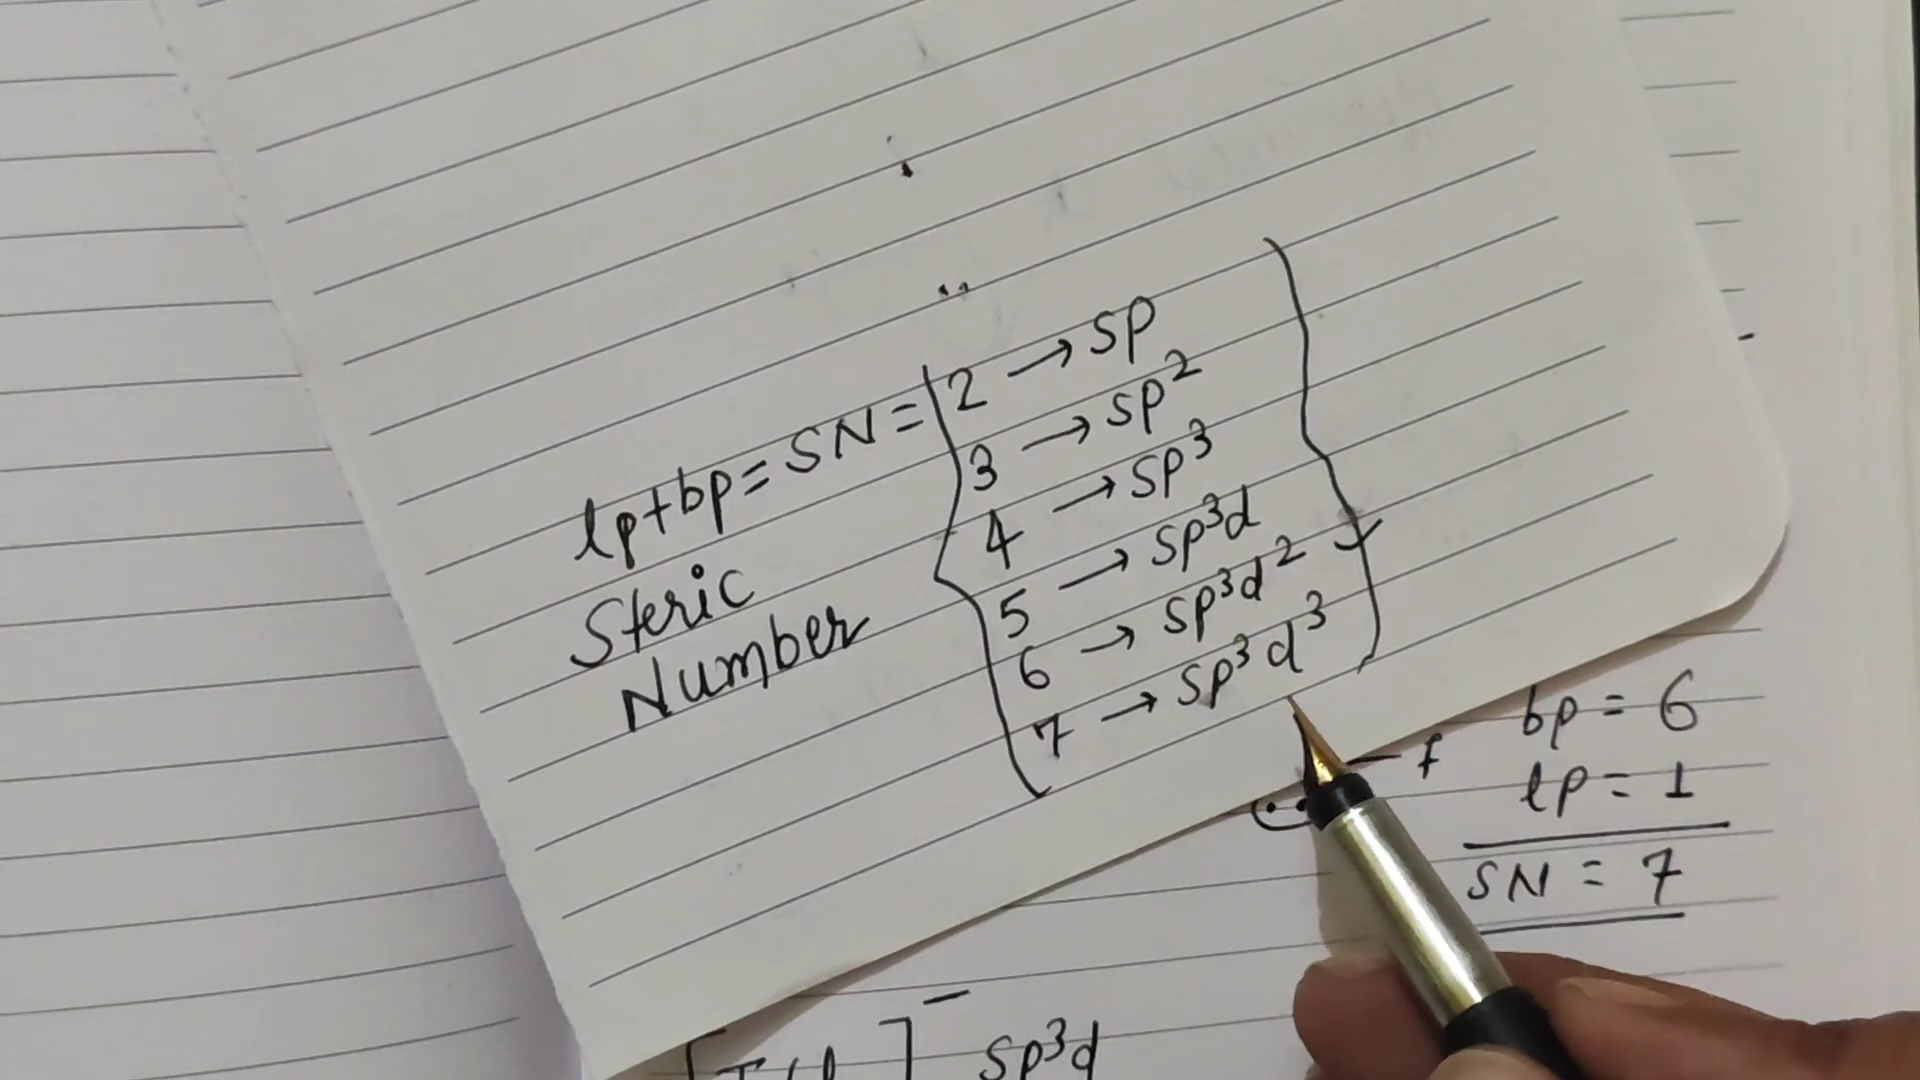 lp+bp=SN= 2 → SP
3 → SP²
4 → SP³
5 → SP³d
6 → SP³d²
7 → SP³d³
Steric
Number
f
bp = 6
lp = 1
SN = 7
SP³d